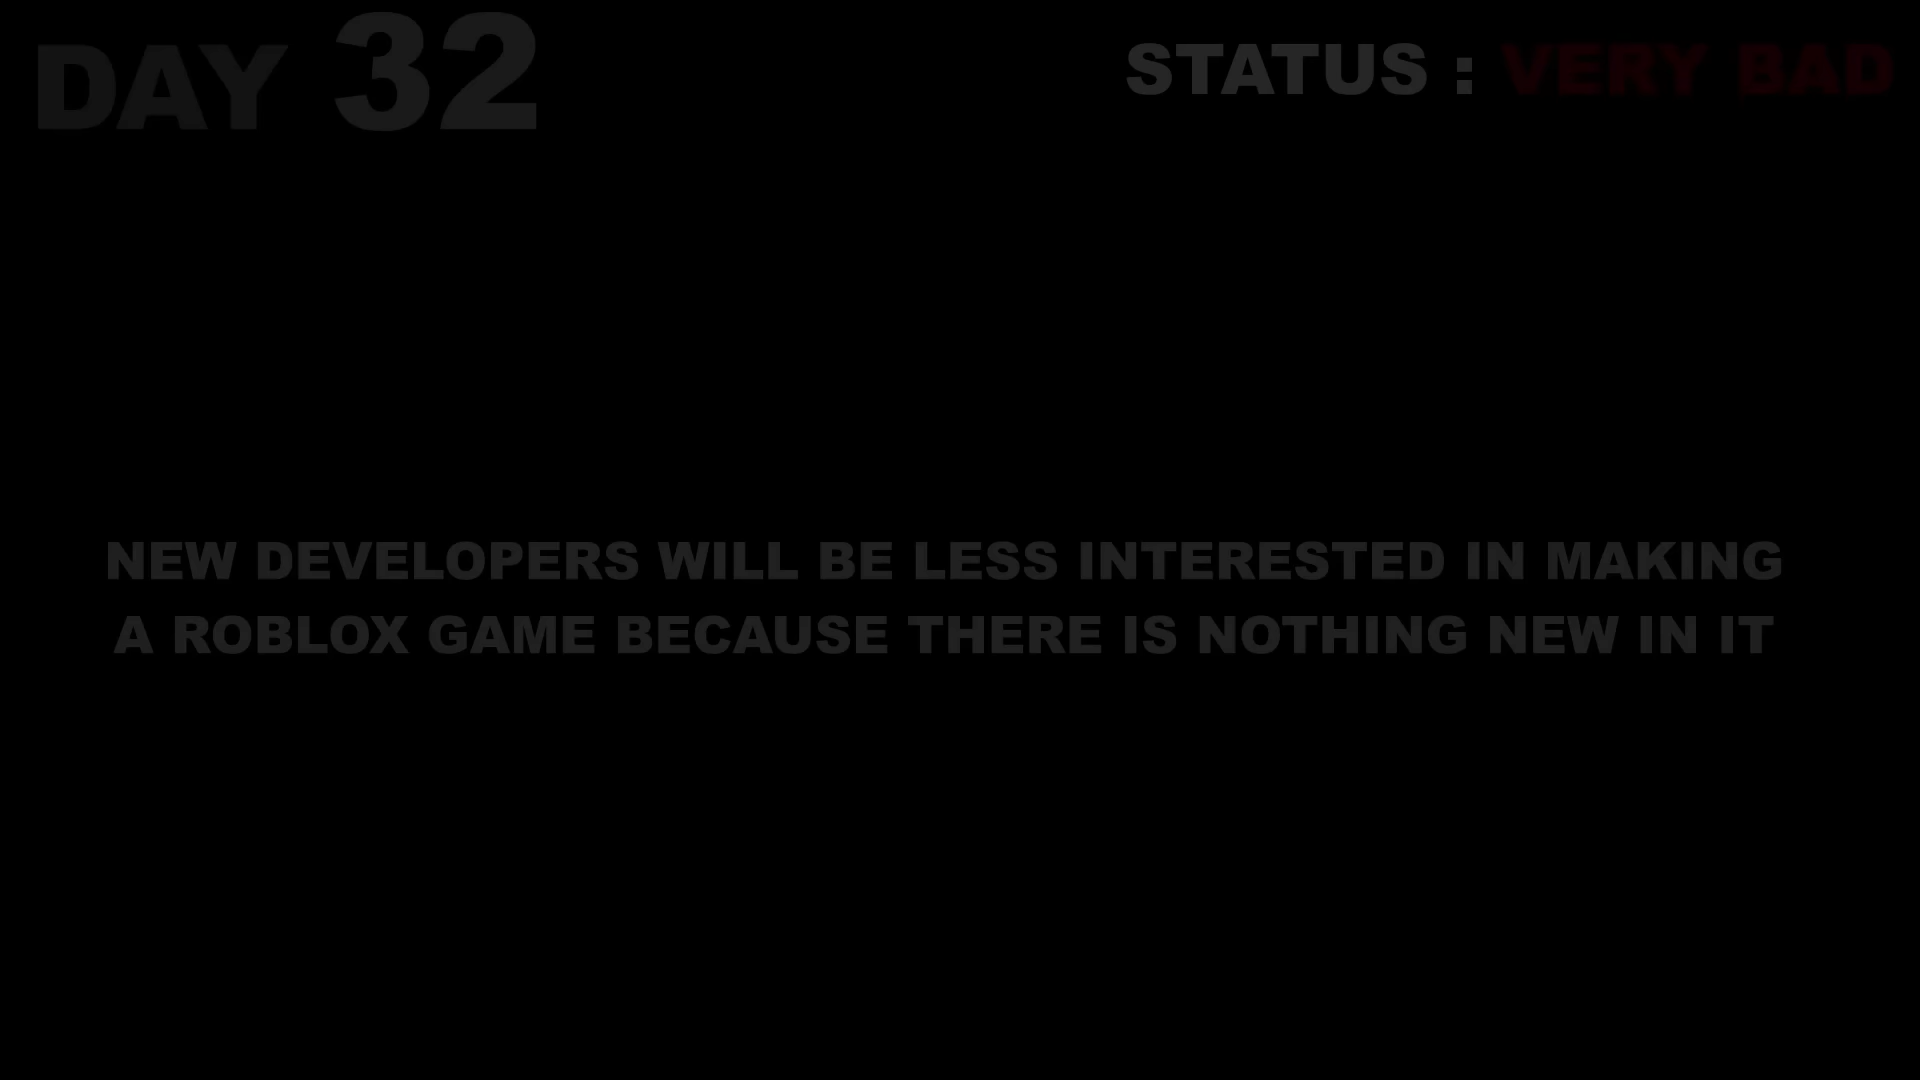 DAY 32
STATUS : VERY BAD
NEW DEVELOPERS WILL BE LESS INTERESTED IN MAKING
A ROBLOX GAME BECAUSE THERE IS NOTHING NEW IN IT